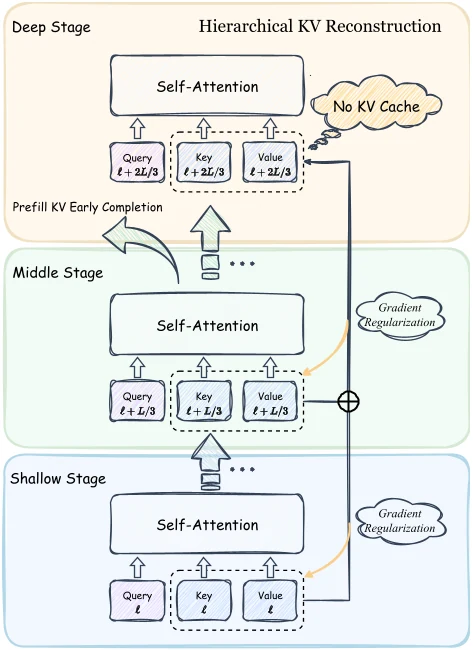 Deep Stage
Hierarchical KV Reconstruction
Self-Attention
No KV Cache
Query
ℓ + 2L/3
Key
ℓ + 2L/3
Value
ℓ + 2L/3
Prefill KV Early Completion
Middle Stage
Self-Attention
Gradient
Regularization
Query
ℓ + L/3
Key
ℓ + L/3
Value
ℓ + L/3
Shallow Stage
Self-Attention
Gradient
Regularization
Query
ℓ
Key
ℓ
Value
ℓ